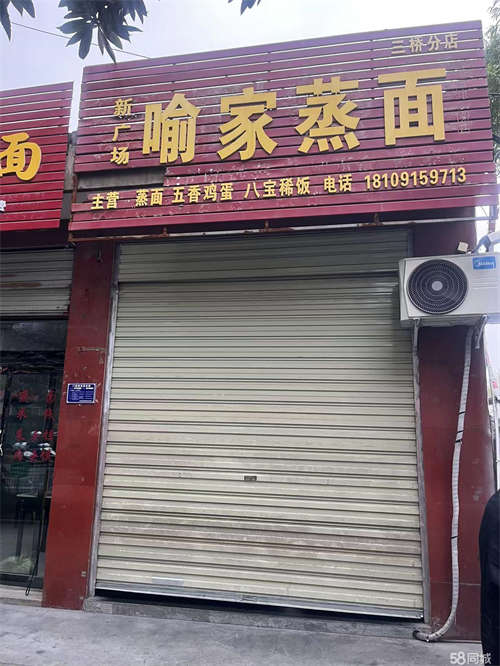 三桥分店
新广场
喻家蒸面
主营 蒸面 五香鸡蛋 八宝稀饭 电话 18109159713
面
Midea
58同城